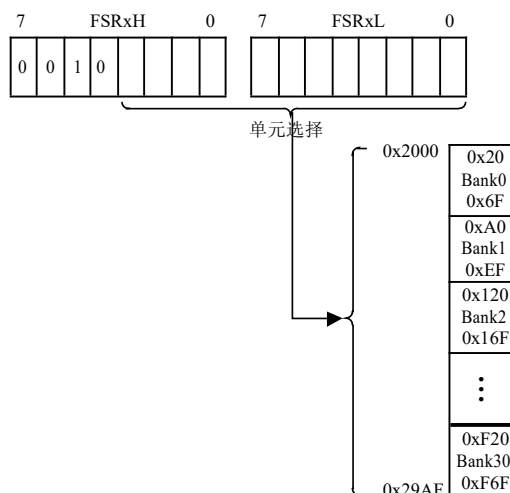 7 FSRxH 0 7 FSRxL 0
0 0 1 0
单元选择
0x2000
0x20
Bank0
0x6F
0xA0
Bank1
0xEF
0x120
Bank2
0x16F
⋮
0xF20
Bank30
0xF6F
0x29AF